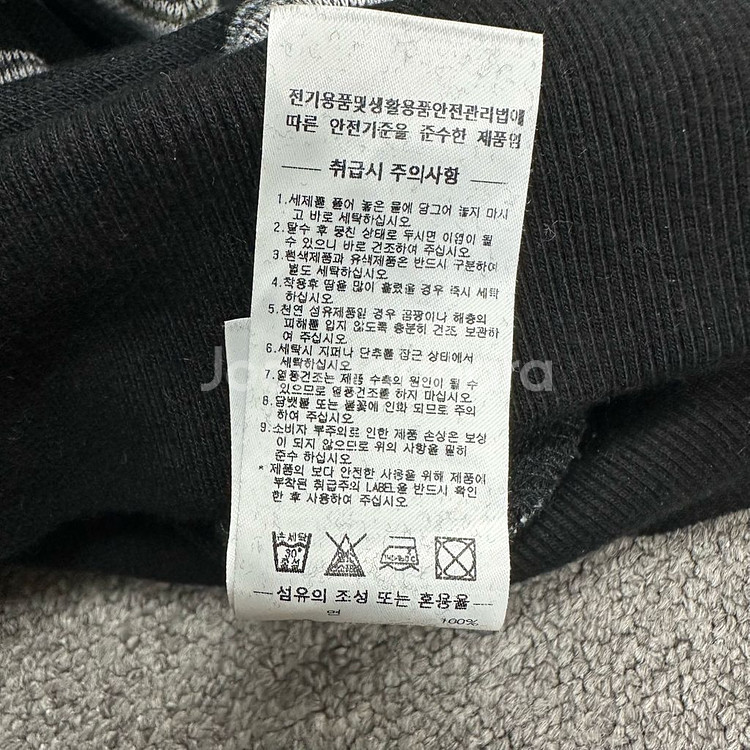 전기용품및생활용품안전관리법에
따른 안전기준을 준수한 제품임
취급시 주의사항
1.세제를 풀어 놓은 물에 담그어 놓지 마시
고 바로 세탁하십시오.
2.탈수 후 뭉친 상태로 두시면 이염이 될
수 있으니 바로 건조하여 주십시오.
3.흰색제품과 유색제품은 반드시 구분하여
별도 세탁하십시오.
4.착용후 땀을 많이 흘렸을 경우 즉시 세탁
하십시오.
5.천연 섬유제품일 경우 곰팡이나 해충의
피해를 입지 않도록 충분히 건조 보관하
여 주십시오.
6.세탁시 지퍼나 단추를 잠근 상태에서
세탁하십시오.
7.열풍건조는 제품 수축의 원인이 될 수
있으므로 열풍건조를 하지 마십시오.
8.담뱃불 또는 불꽃에 인화 되므로 주의
하여 주십시오.
9.소비자 부주의로 인한 제품 손상은 보상
이 되지 않으므로 위의 사항을 필히
준수 하십시오
* 제품의 보다 안전한 사용을 위해 제품에
부착된 취급주의 LABEL을 반드시 확인
한 후 사용하여 주십시오.
손세탁
30°
중성
섬유의 조성 또는 혼용율
면 100%